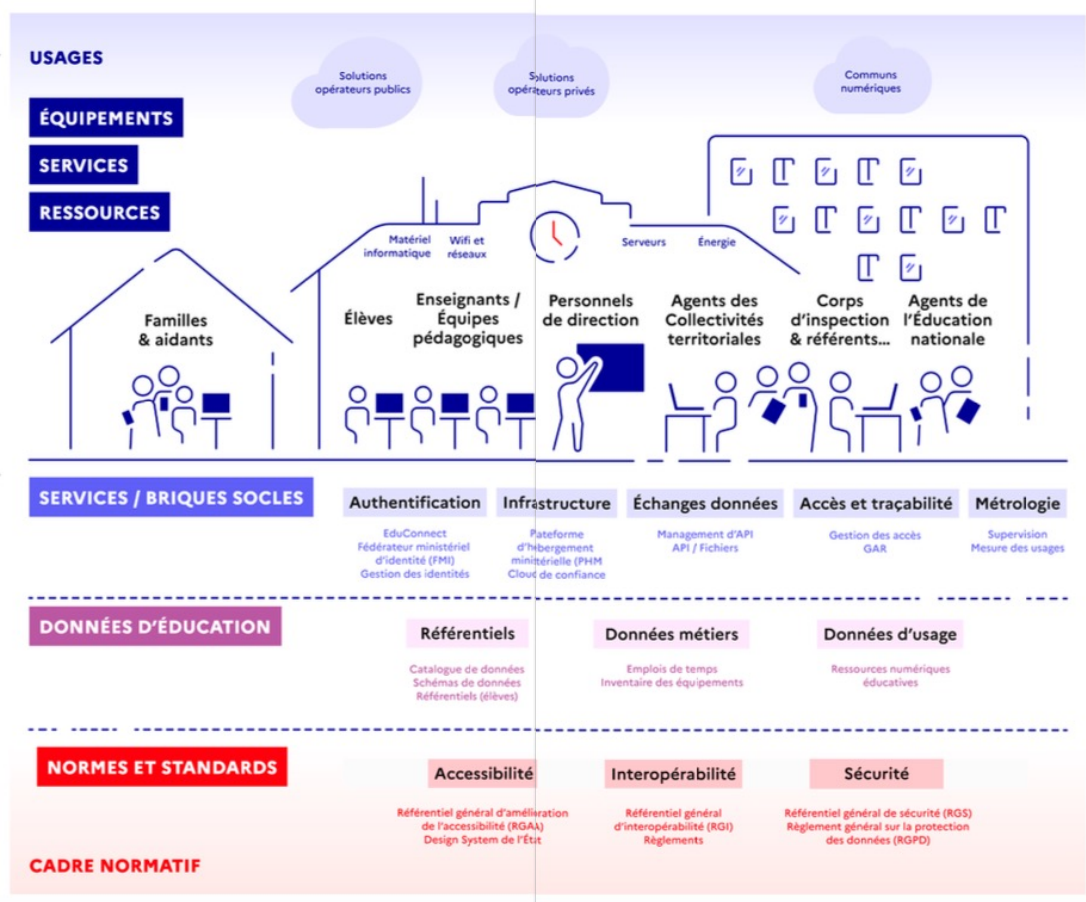 USAGES
Solutions
opérateurs publics
Solutions
opérateurs privés
Communs
numériques
ÉQUIPEMENTS
SERVICES
RESSOURCES
Matériel
informatique
Wifi et
réseaux
Serveurs
Énergie
Familles
& aidants
Élèves
Enseignants /
Équipes
pédagogiques
Personnels
de direction
Agents des
Collectivités
territoriales
Corps
d'inspection
& référents...
Agents de
l'Éducation
nationale
SERVICES / BRIQUES SOCLES
Authentification
EduConnect
Fédérateur ministériel
d'identité (FMI)
Gestion des identités
Infrastructure
Pateforme
d'hébergement
ministérielle (PHM
Cloud de confiance
Échanges données
Management d'API
API / Fichiers
Accès et traçabilité
Gestion des accès
GAR
Métrologie
Supervision
Mesure des usages
DONNÉES D'ÉDUCATION
Référentiels
Catalogue de données
Schémas de données
Référentiels (élèves)
Données métiers
Emplois de temps
Inventaire des équipements
Données d'usage
Ressources numériques
éducatives
NORMES ET STANDARDS
Accessibilité
Référentiel général d'amélioration
de l'accessibilité (RGAA)
Design System de l'État
Interopérabilité
Référentiel général
d'interopérabilité (RGI)
Règlements
Sécurité
Référentiel général de sécurité (RGS)
Règlement général sur la protection
des données (RGPD)
CADRE NORMATIF